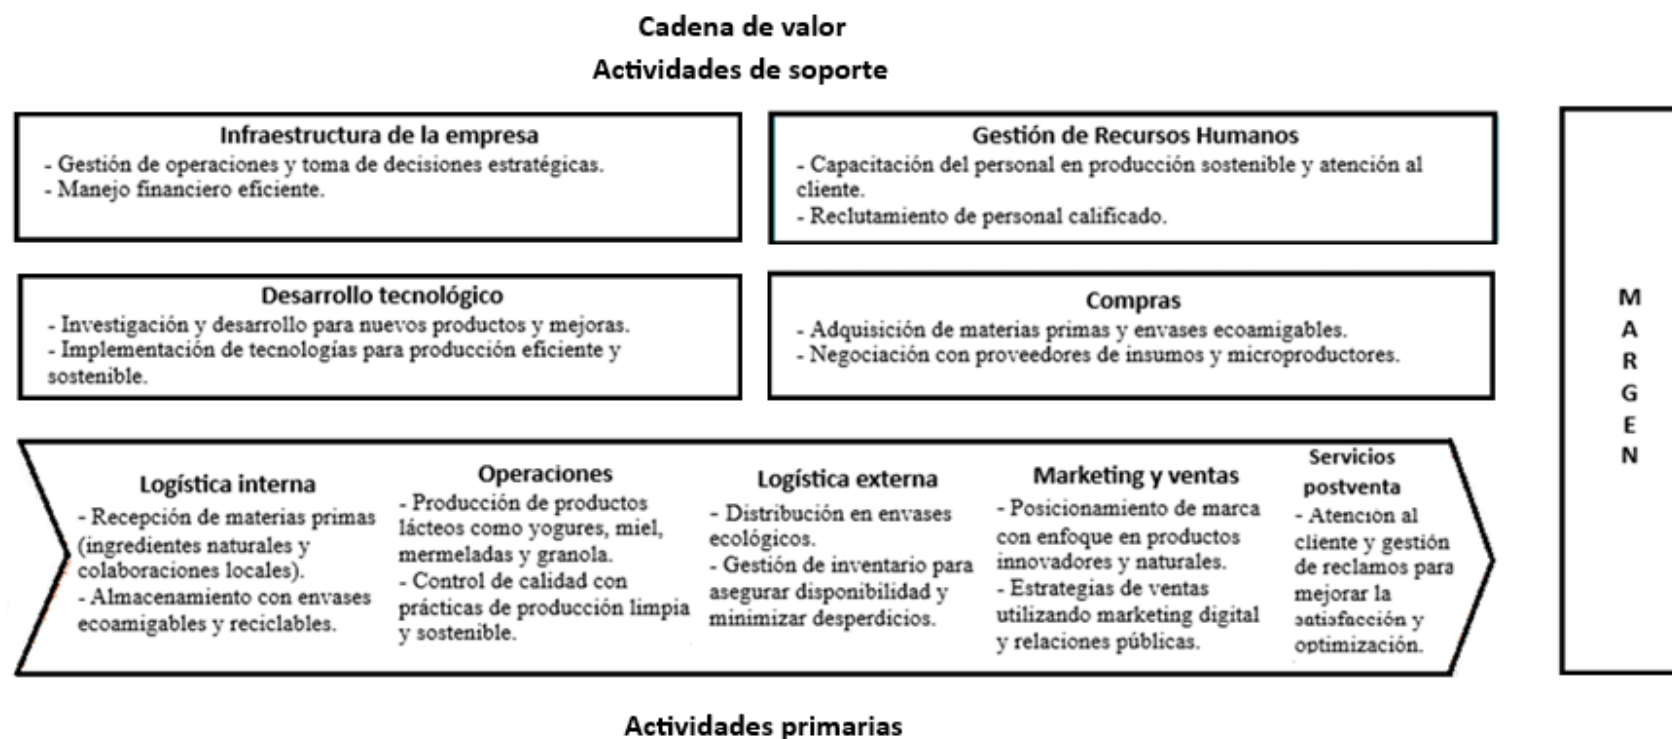 Cadena de valor
Actividades de soporte
Infraestructura de la empresa
- Gestión de operaciones y toma de decisiones estratégicas.
- Manejo financiero eficiente.
Gestión de Recursos Humanos
- Capacitación del personal en producción sostenible y atención al
cliente.
- Reclutamiento de personal calificado.
Desarrollo tecnológico
- Investigación y desarrollo para nuevos productos y mejoras.
- Implementación de tecnologías para producción eficiente y
sostenible.
Compras
- Adquisición de materias primas y envases ecoamigables.
- Negociación con proveedores de insumos y microproductores.
Logística interna
- Recepción de materias primas
(ingredientes naturales y
colaboraciones locales).
- Almacenamiento con envases
ecoamigables y reciclables.
Operaciones
- Producción de productos
lácteos como yogures, miel,
mermeladas y granola.
- Control de calidad con
prácticas de producción limpia
y sostenible.
Logística externa
- Distribución en envases
ecológicos.
- Gestión de inventario para
asegurar disponibilidad y
minimizar desperdicios.
Marketing y ventas
- Posicionamiento de marca
con enfoque en productos
innovadores y naturales.
- Estrategias de ventas
utilizando marketing digital
y relaciones públicas.
Servicios
postventa
- Atención al
cliente y gestión
de reclamos para
mejorar la
satisfacción y
optimización.
M
A
R
G
E
N
Actividades primarias